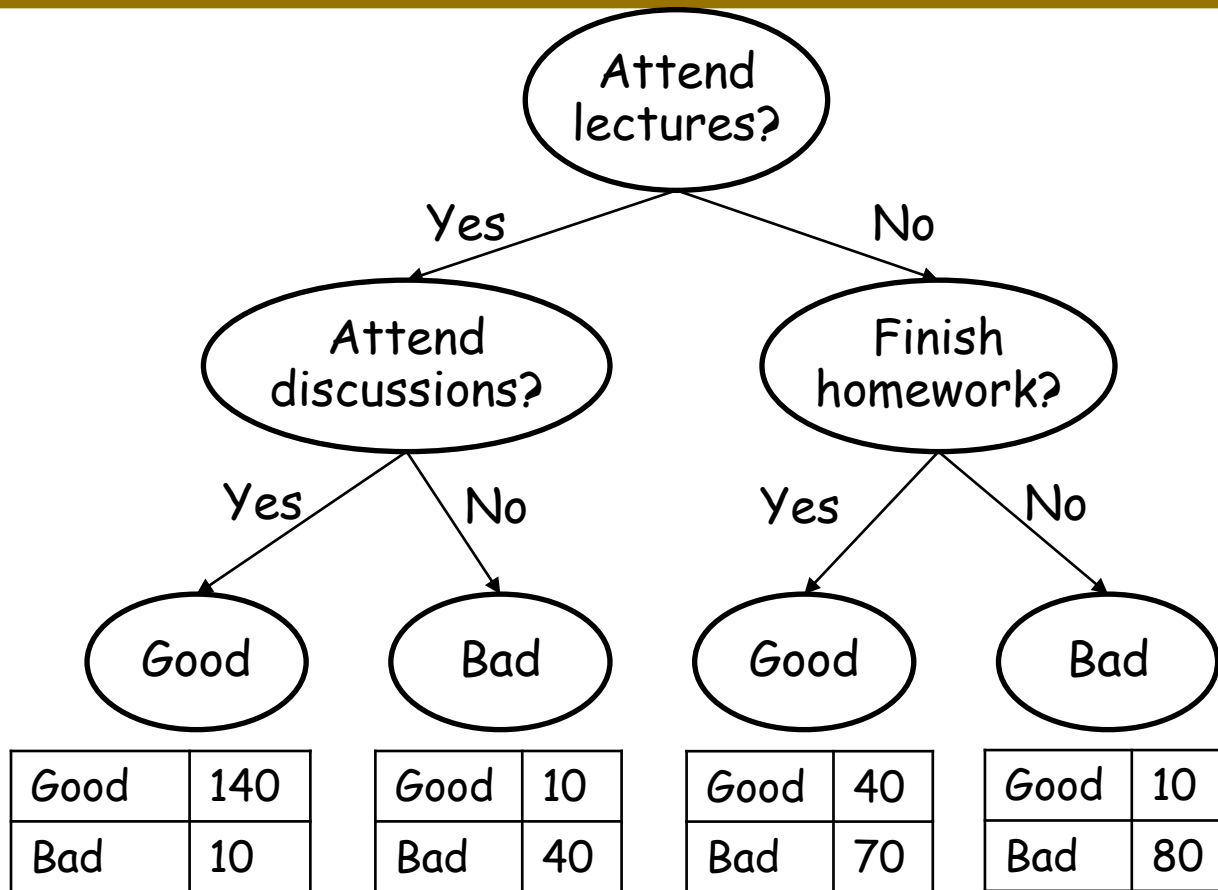 Attend
lectures?
Yes
No
Attend
discussions?
Finish
homework?
Yes
No
Yes
No
Good
Bad
Good
Bad
Good 140
Bad 10
Good 10
Bad 40
Good 40
Bad 70
Good 10
Bad 80